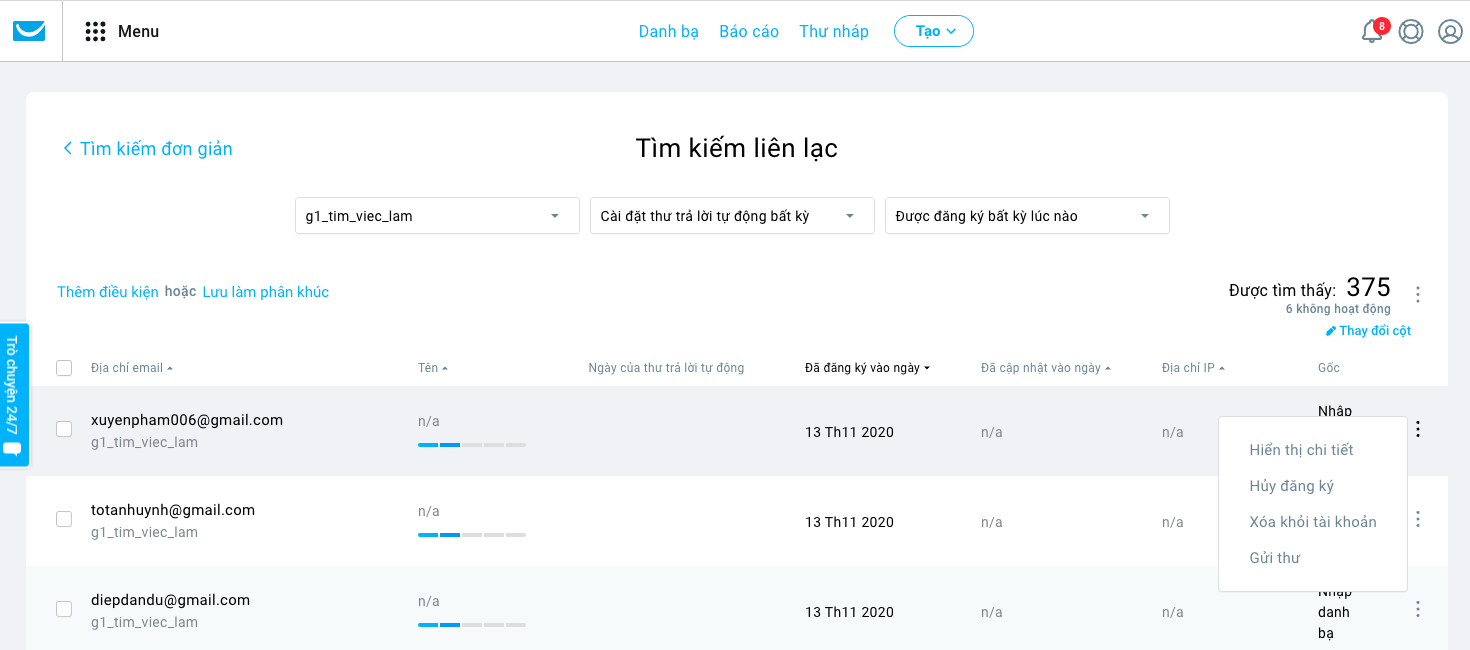 Menu
Danh bạ
Báo cáo
Thư nháp
Tạo
8
Tìm kiếm đơn giản
Tìm kiếm liên lạc
g1_tim_viec_lam
Cài đặt thư trả lời tự động bất kỳ
Được đăng ký bất kỳ lúc nào
Thêm điều kiện hoặc Lưu làm phân khúc
Được tìm thấy: 375
6 không hoạt động
Thay đổi cột
Trò chuyện 24/7
Địa chỉ email
Tên
Ngày của thư trả lời tự động
Đã đăng ký vào ngày
Đã cập nhật vào ngày
Địa chỉ IP
Gốc
xuyenpham006@gmail.com
g1_tim_viec_lam
n/a
13 Th11 2020
n/a
n/a
Nhập
Hiển thị chi tiết
Hủy đăng ký
Xóa khỏi tài khoản
Gửi thư
totanhuynh@gmail.com
g1_tim_viec_lam
n/a
13 Th11 2020
n/a
n/a
diepdandu@gmail.com
g1_tim_viec_lam
n/a
13 Th11 2020
n/a
n/a
Nhập
danh
bạ